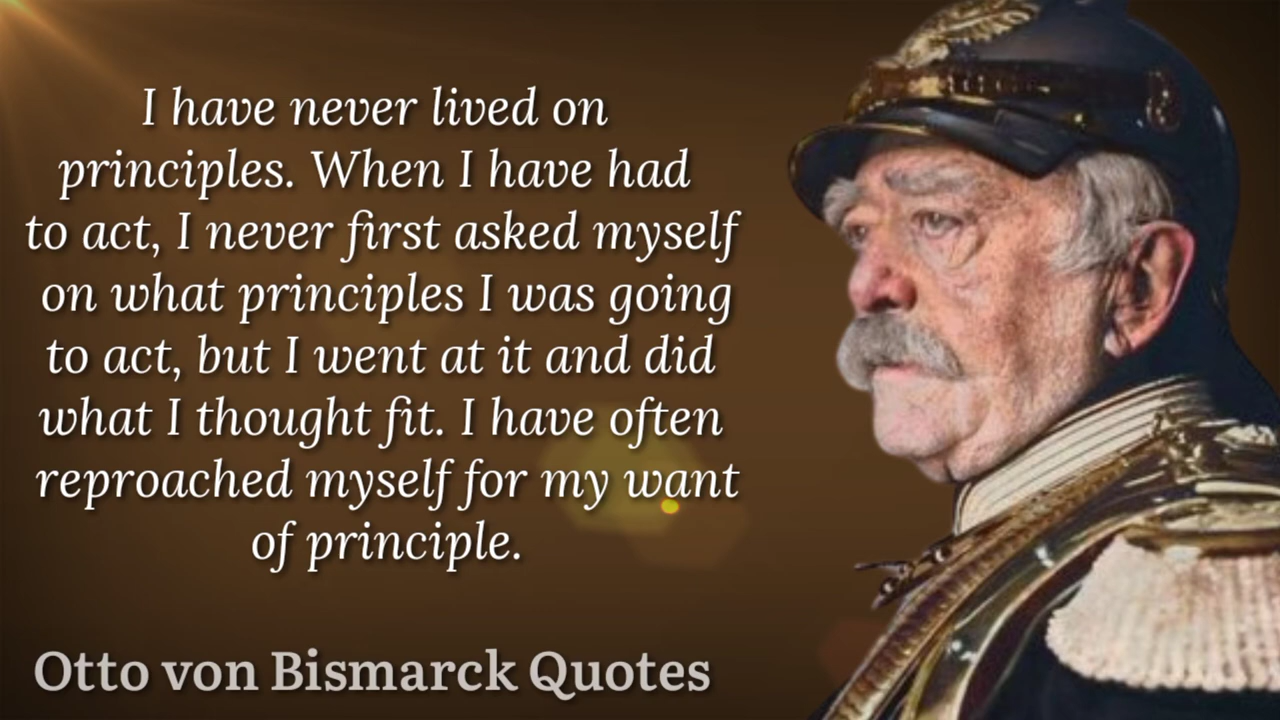 I have never lived on
principles. When I have had
to act, I never first asked myself
on what principles I was going
to act, but I went at it and did
what I thought fit. I have often
reproached myself for my want
of principle.
Otto von Bismarck Quotes